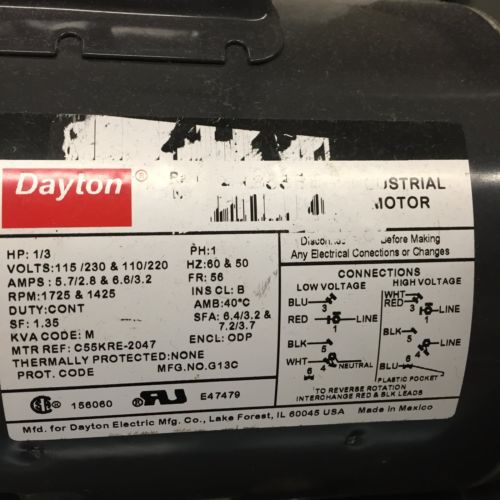 Dayton ®
DUSTRIAL
MOTOR
Before Making
Any Electrical Conections or Changes
HP: 1/3 PH:1
VOLTS:115 /230 & 110/220 HZ:60 & 50
AMPS : 5.7/2.8 & 6.6/3.2 FR: 56
RPM:1725 & 1425 INS CL: B
DUTY:CONT AMB:40°C
SF: 1.35 SFA: 6.4/3.2 &
7.2/3.7
KVA CODE: M ENCL: ODP
MTR REF: C55KRE-2047
THERMALLY PROTECTED:NONE
PROT. CODE MFG.NO.G13C
CONNECTIONS
LOW VOLTAGE HIGH VOLTAGE
BLU 3 WHT 4
RED LINE 1 RED 3 LINE 1
BLK 5 BLK 5
WHT 4 NEUTRAL 6 LINE
BLU 6
PLASTIC POCKET
TO REVERSE ROTATION
INTERCHANGE RED & BLK LEADS
156060 E47479
Mfd. for Dayton Electric Mfg. Co., Lake Forest, IL 60045 USA Made in Mexico